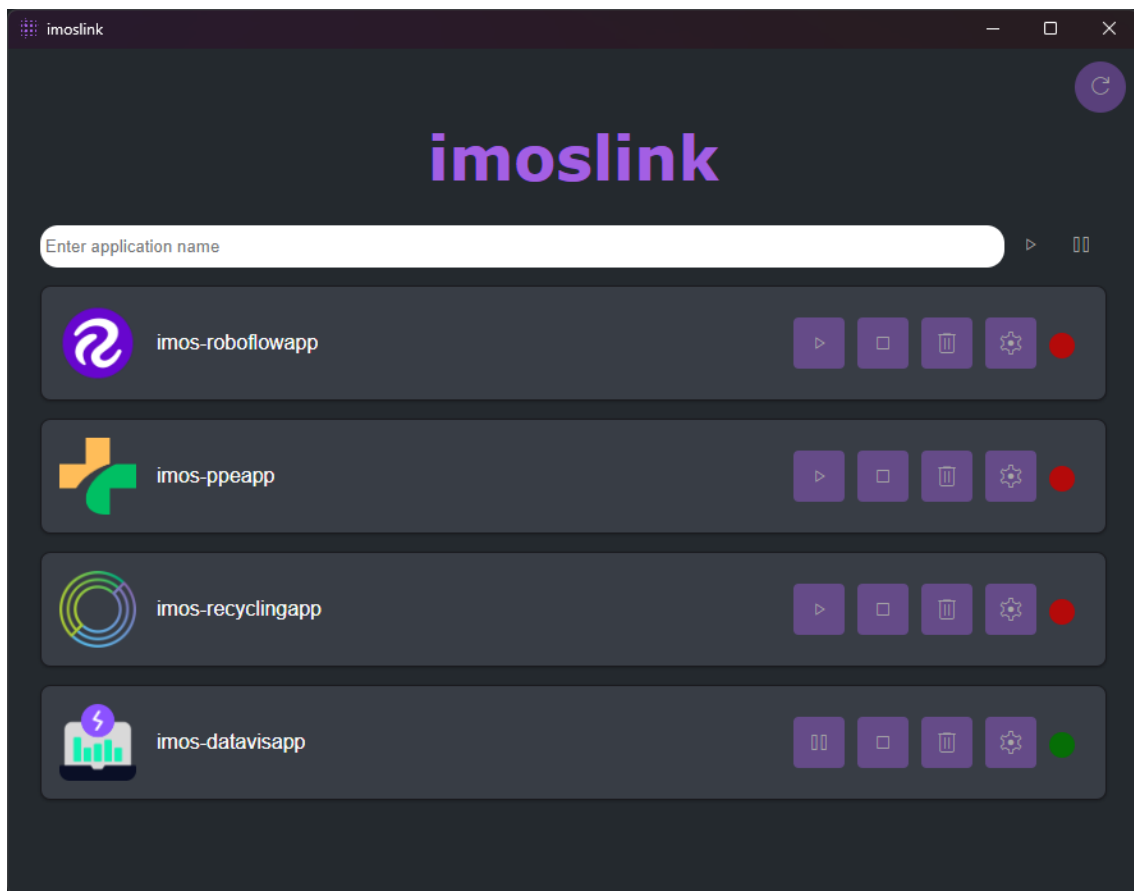 imoslink
imoslink
Enter application name
imos-roboflowapp
imos-ppeapp
imos-recyclingapp
imos-datavisapp